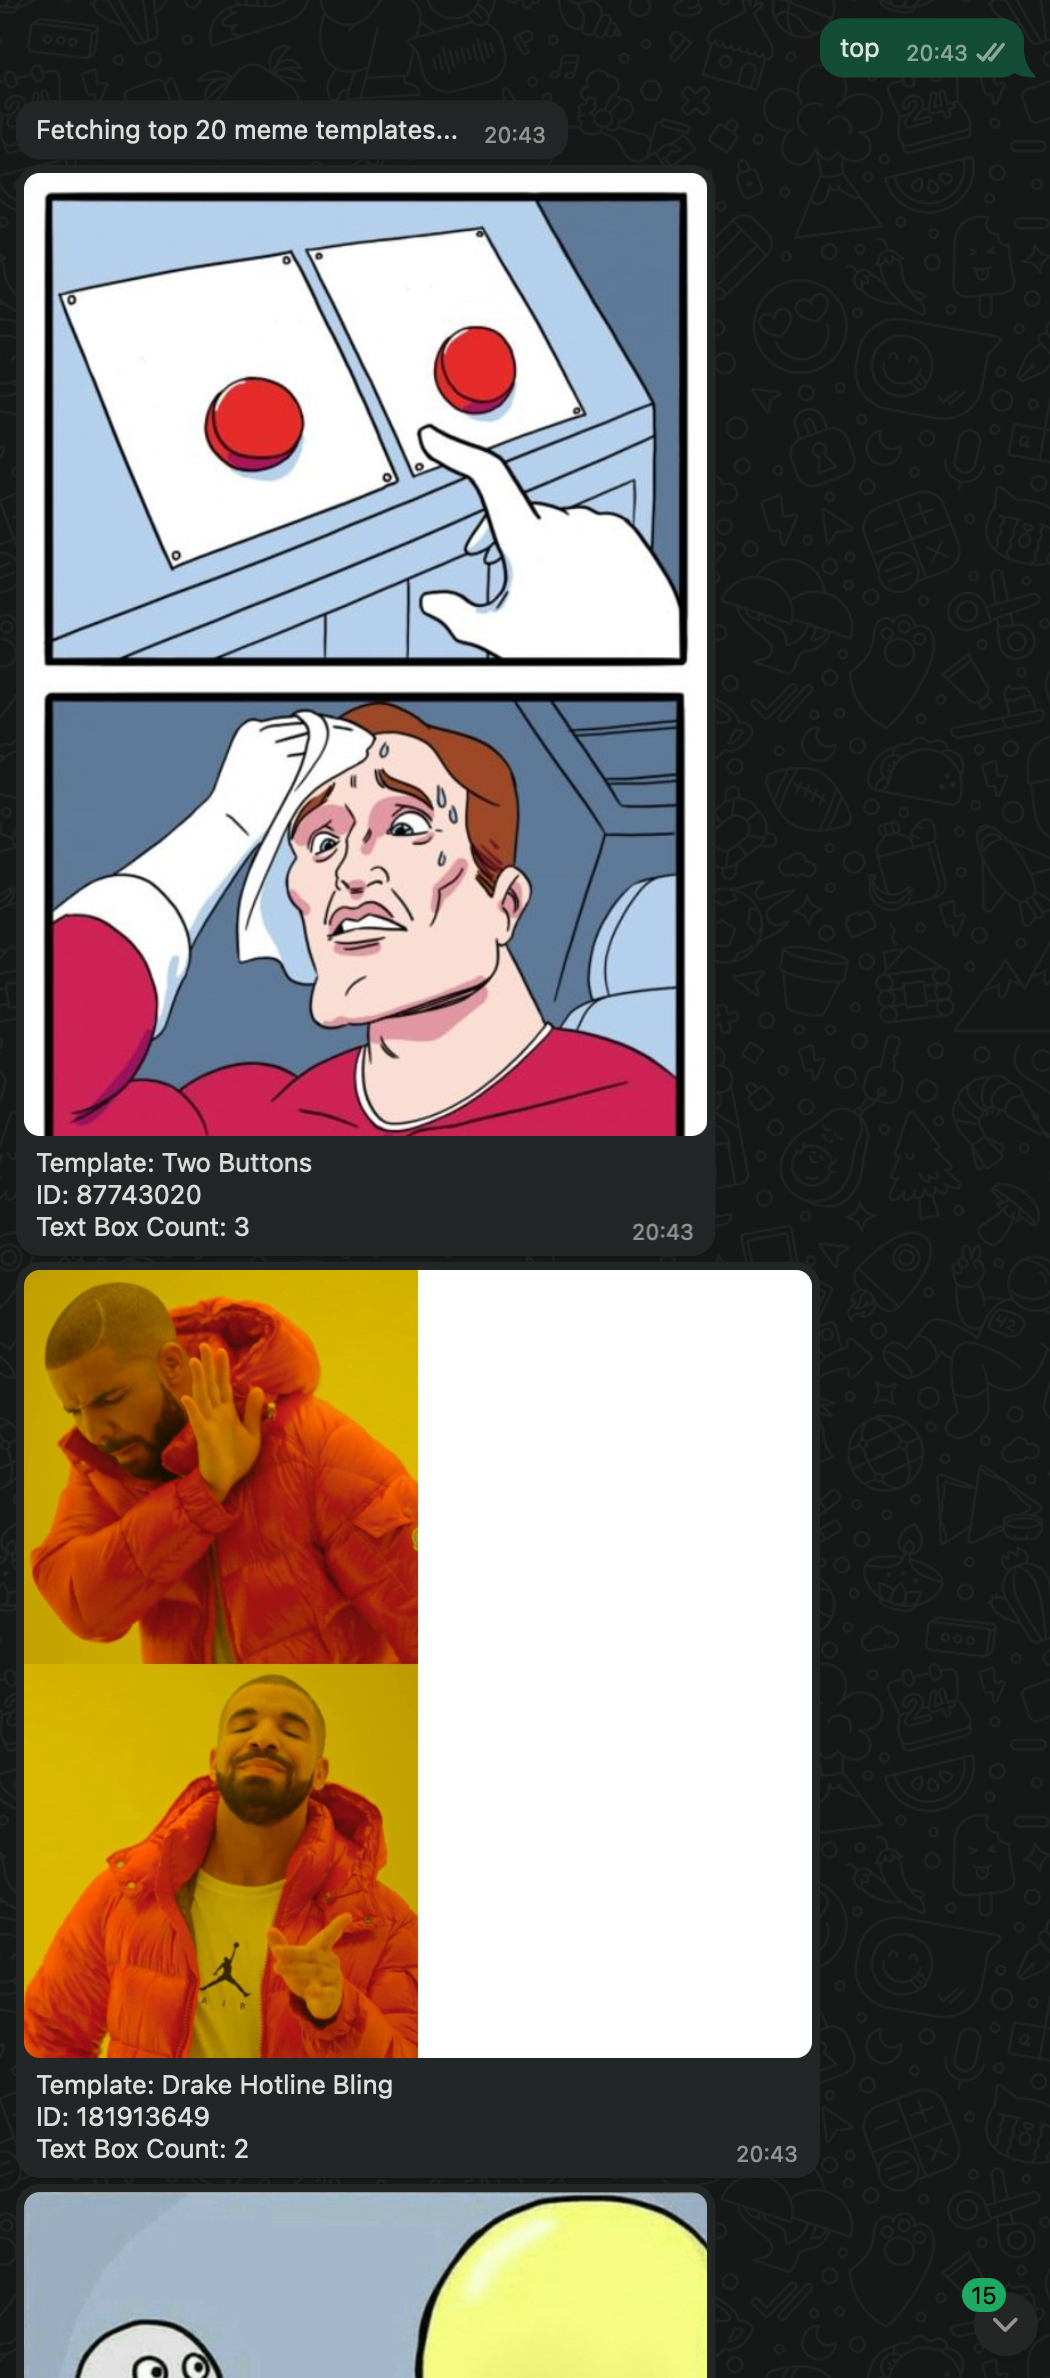 top 20:43
Fetching top 20 meme templates... 20:43
Template: Two Buttons
ID: 87743020
Text Box Count: 3 20:43
AIR
Template: Drake Hotline Bling
ID: 181913649
Text Box Count: 2 20:43
15